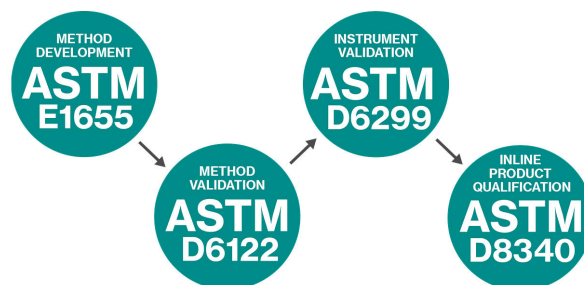 METHOD
DEVELOPMENT
ASTM
E1655
METHOD
VALIDATION
ASTM
D6122
INSTRUMENT
VALIDATION
ASTM
D6299
INLINE
PRODUCT
QUALIFICATION
ASTM
D8340